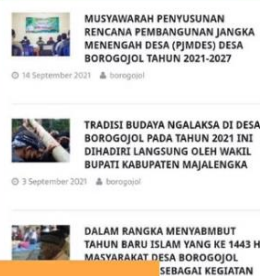 MUSYAWARAH PENYUSUNAN
RENCANA PEMBANGUNAN JANGKA
MENENGAH DESA (PJMDES) DESA
BOROGOJOL TAHUN 2021-2027
14 September 2021 borogojol
TRADISI BUDAYA NGALAKSA DI DESA
BOROGOJOL PADA TAHUN 2021 INI
DIHADIRI LANGSUNG OLEH WAKIL
BUPATI KABUPATEN MAJALENGKA
3 September 2021 borogojol
DALAM RANGKA MENYABMBUT
TAHUN BARU ISLAM YANG KE 1443 H
MASYARAKAT DESA BOROGOJOL
SEBAGAI KEGIATAN